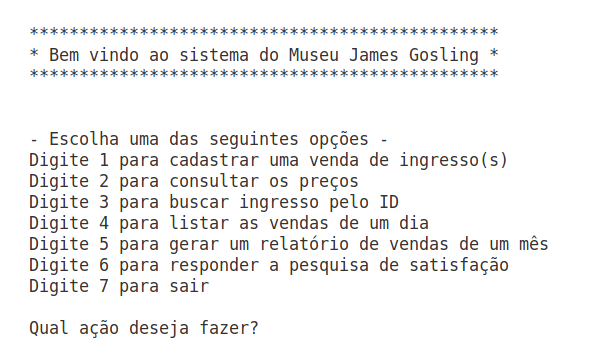 ***********************************************
* Bem vindo ao sistema do Museu James Gosling *
***********************************************
- Escolha uma das seguintes opções -
Digite 1 para cadastrar uma venda de ingresso(s)
Digite 2 para consultar os preços
Digite 3 para buscar ingresso pelo ID
Digite 4 para listar as vendas de um dia
Digite 5 para gerar um relatório de vendas de um mês
Digite 6 para responder a pesquisa de satisfação
Digite 7 para sair
Qual ação deseja fazer?